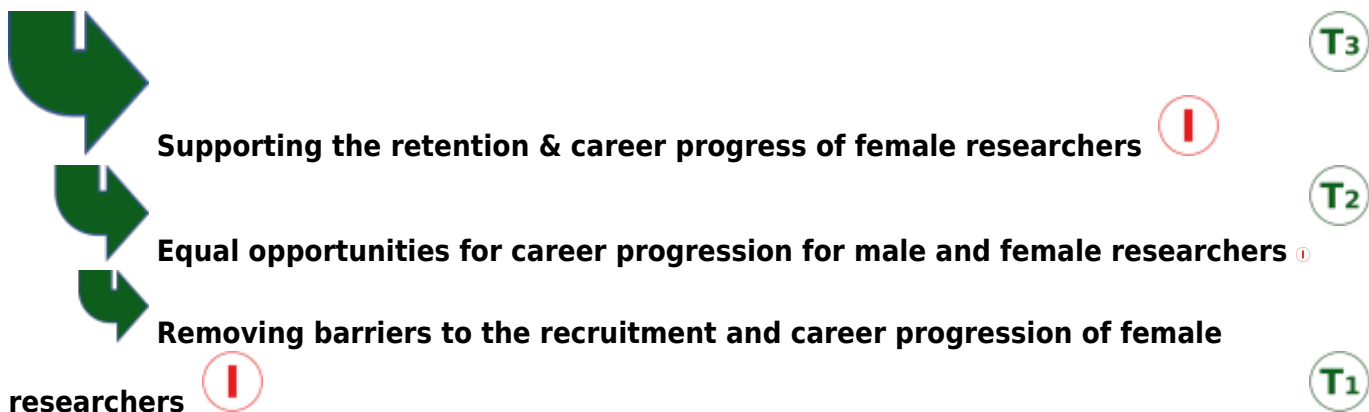 T3
Supporting the retention & career progress of female researchers I
T2
Equal opportunities for career progression for male and female researchers I
Removing barriers to the recruitment and career progression of female
researchers I T1